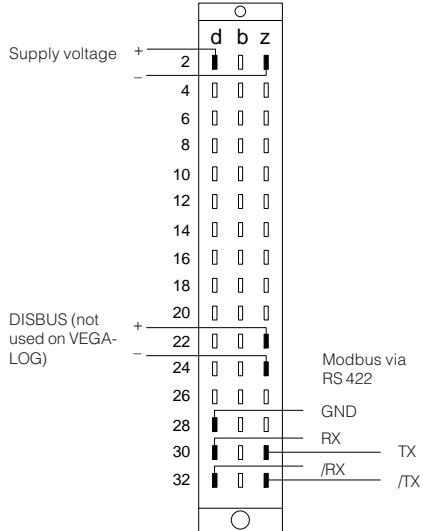 d b z
Supply voltage
+
2
–
4
6
8
10
12
14
16
18
20
DISBUS (not
used on VEGA-
LOG)
+
22
–
24
Modbus via
RS 422
26
GND
28
RX
30
TX
/RX
32
/TX